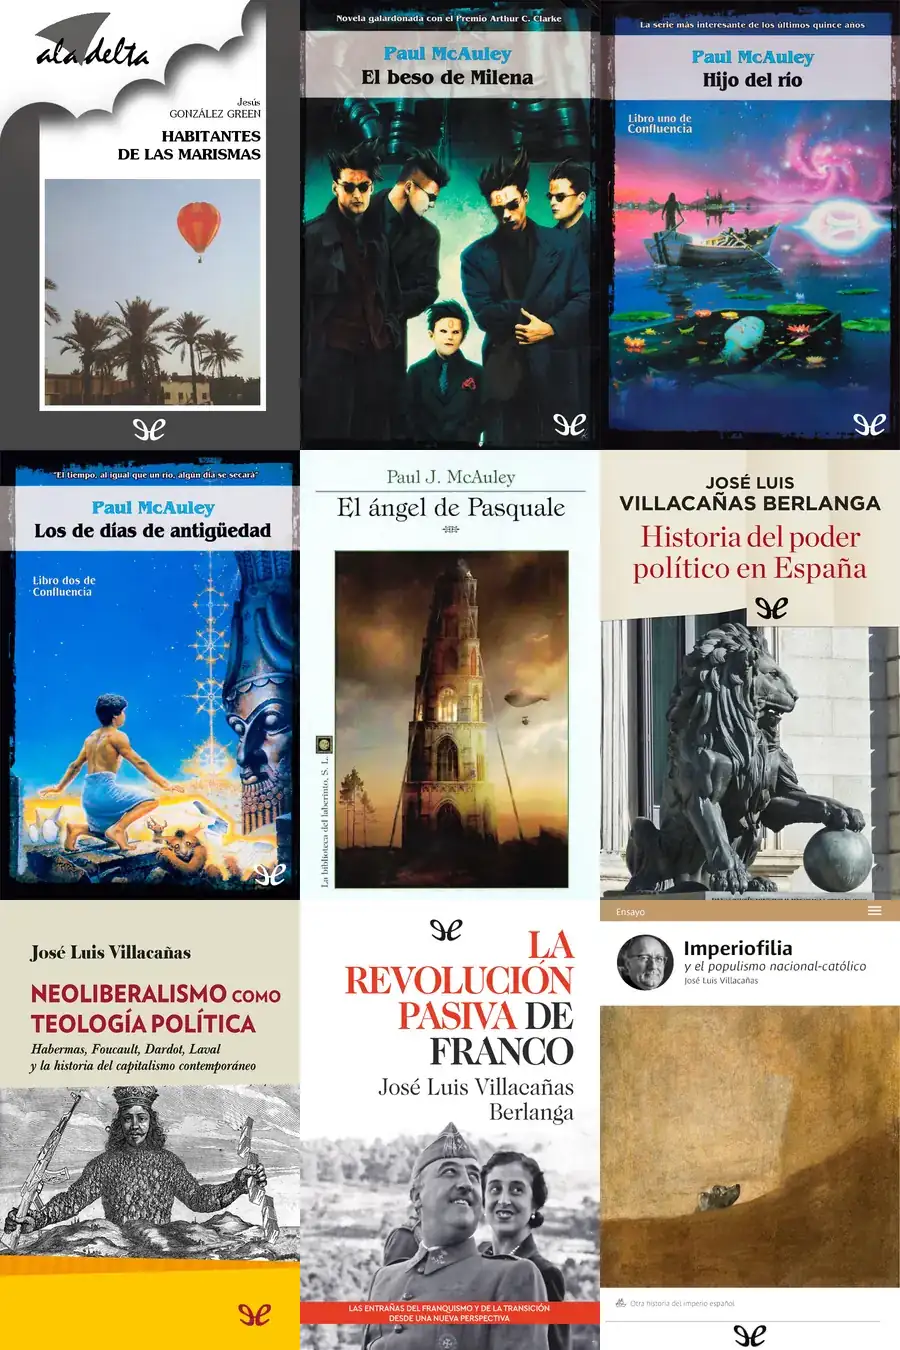 ala delta
Jesús
GONZÁLEZ GREEN
HABITANTES
DE LAS MARISMAS
Novela galardonada con el Premio Arthur C. Clarke
Paul McAuley
El beso de Milena
La serie más interesante de los últimos quince años
Paul McAuley
Hijo del río
Libro uno de
Confluencia
"El tiempo, al igual que un río, algún día se secará"
Paul McAuley
Los de días de antigüedad
Libro dos de
Confluencia
Paul J. McAuley
El ángel de Pasquale
La biblioteca del laberinto, S. L.
JOSÉ LUIS
VILLACAÑAS BERLANGA
Historia del poder
político en España
José Luis Villacañas
NEOLIBERALISMO COMO
TEOLOGÍA POLÍTICA
Habermas, Foucault, Dardot, Laval
y la historia del capitalismo contemporáneo
LA
REVOLUCIÓN
PASIVA DE
FRANCO
José Luis Villacañas
Berlanga
LAS ENTRAÑAS DEL FRANQUISMO Y DE LA TRANSICIÓN
DESDE UNA NUEVA PERSPECTIVA
Ensayo
Imperiofilia
y el populismo nacional-católico
José Luis Villacañas
Otra historia del imperio español